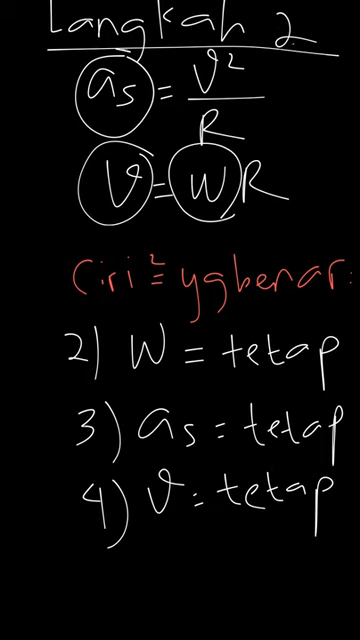 Langkah 2.
as = v²/R
v = wR
Ciri² yg benar:
2) W = tetap
3) as = tetap
4) v = tetap